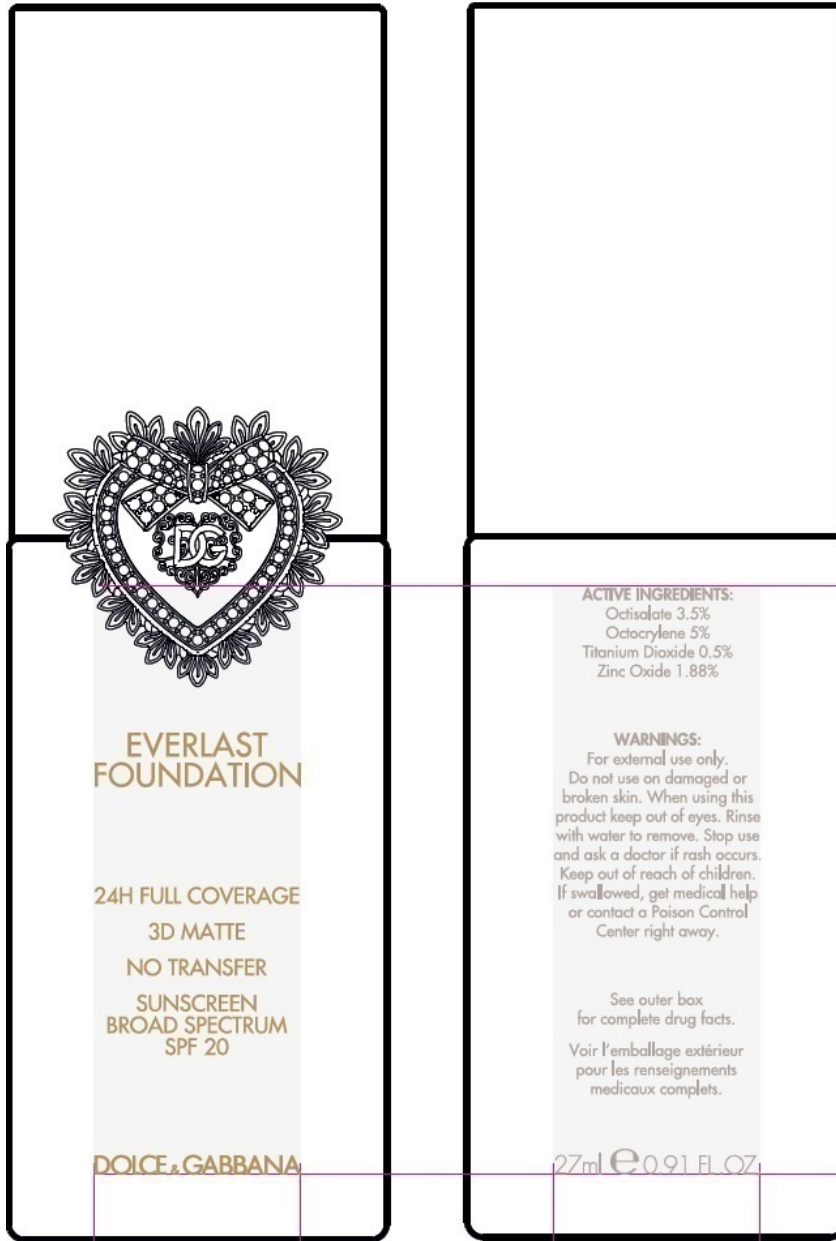 DG
EVERLAST
FOUNDATION
24H FULL COVERAGE
3D MATTE
NO TRANSFER
SUNSCREEN
BROAD SPECTRUM
SPF 20
DOLCE & GABBANA
ACTIVE INGREDIENTS:
Octisalate 3.5%
Octocrylene 5%
Titanium Dioxide 0.5%
Zinc Oxide 1.88%
WARNINGS:
For external use only.
Do not use on damaged or
broken skin. When using this
product keep out of eyes. Rinse
with water to remove. Stop use
and ask a doctor if rash occurs.
Keep out of reach of children.
If swallowed, get medical help
or contact a Poison Control
Center right away.
See outer box
for complete drug facts.
Voir l'emballage extérieur
pour les renseignements
medicaux complets.
27ml ℮ 0.91 FL.OZ.